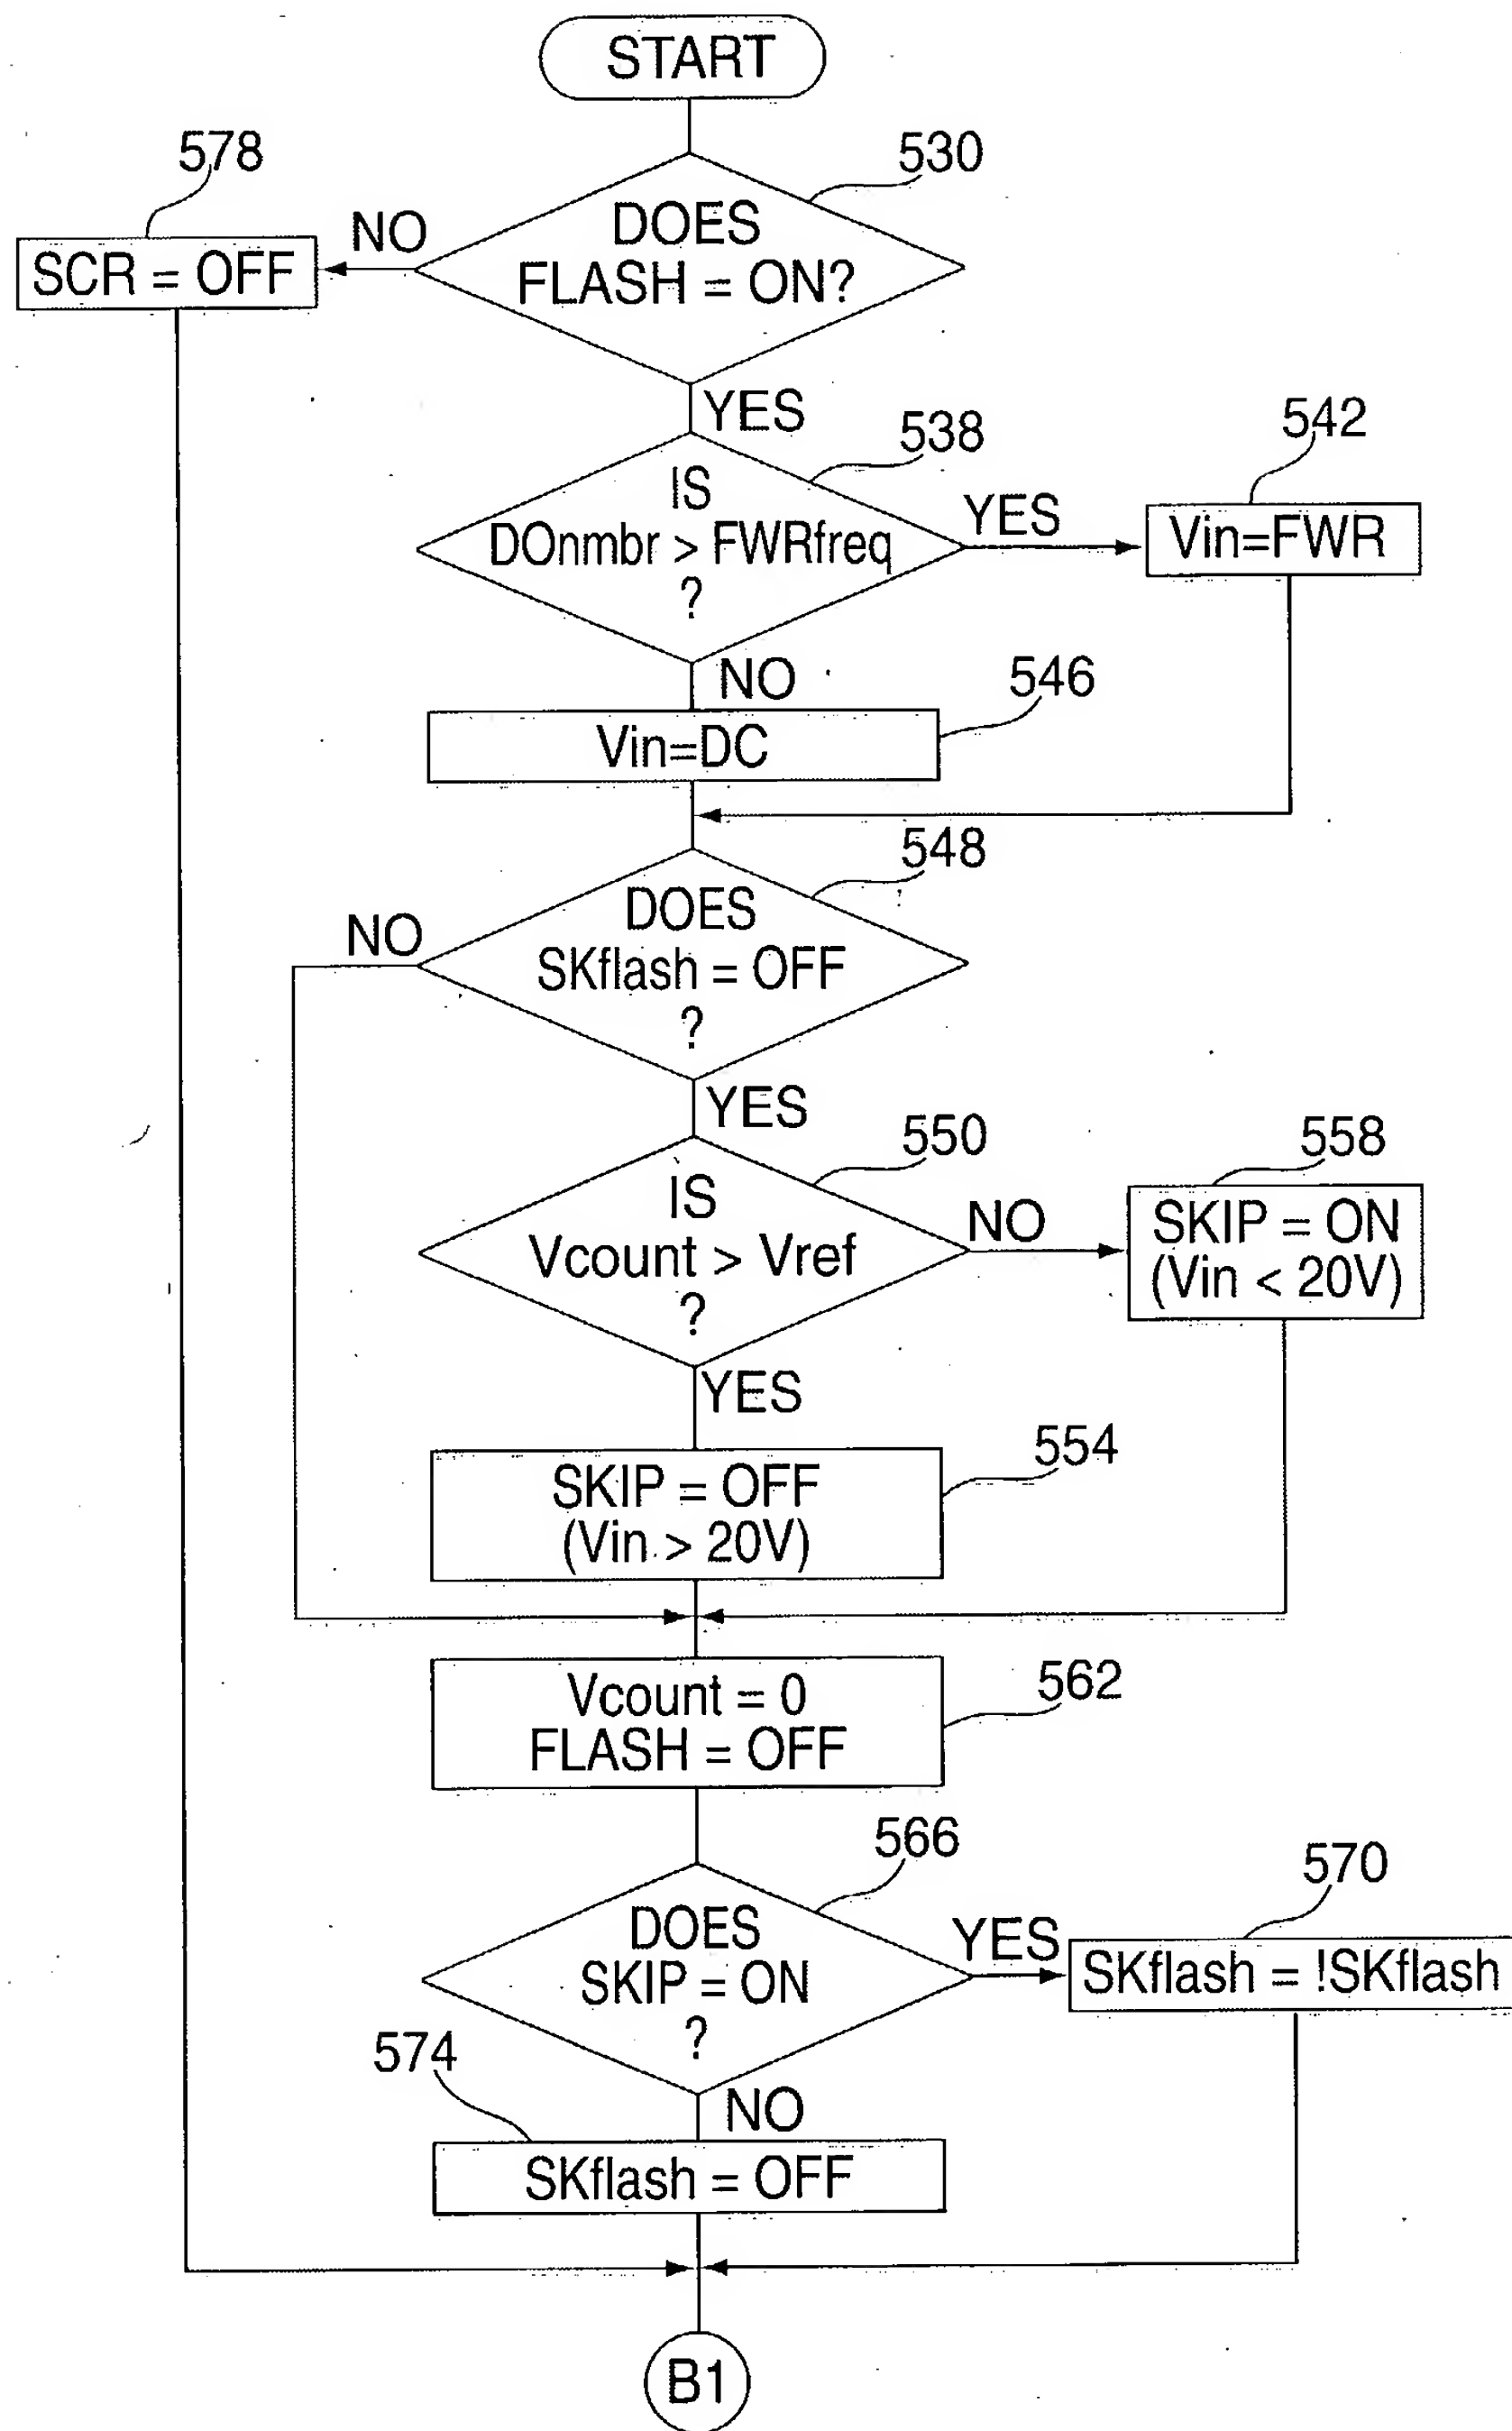 START
578
530
NO
DOES
FLASH = ON?
SCR = OFF
YES
538
542
IS
DOnmbr > FWRfreq
?
YES
Vin=FWR
NO
546
Vin=DC
548
NO
DOES
SKflash = OFF
?
YES
550
558
IS
Vcount > Vref
?
NO
SKIP = ON
(Vin < 20V)
YES
554
SKIP = OFF
(Vin > 20V)
Vcount = 0
FLASH = OFF
562
566
570
DOES
SKIP = ON
?
YES
SKflash = !SKflash
574
NO
SKflash = OFF
B1